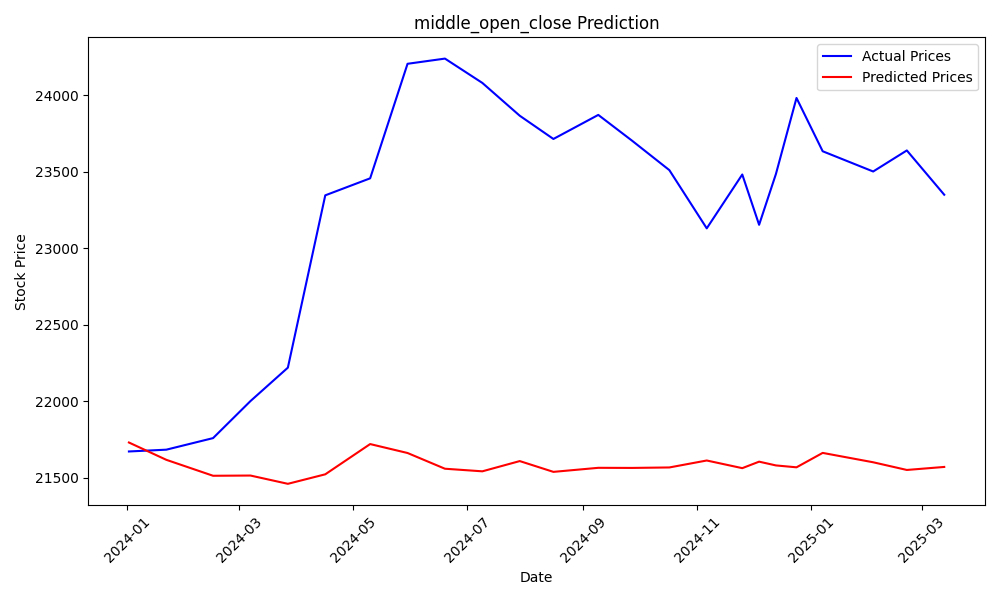 middle_open_close Prediction
Actual Prices
Predicted Prices
Stock Price
24000
23500
23000
22500
22000
21500
2024-01
2024-03
2024-05
2024-07
2024-09
2024-11
2025-01
2025-03
Date